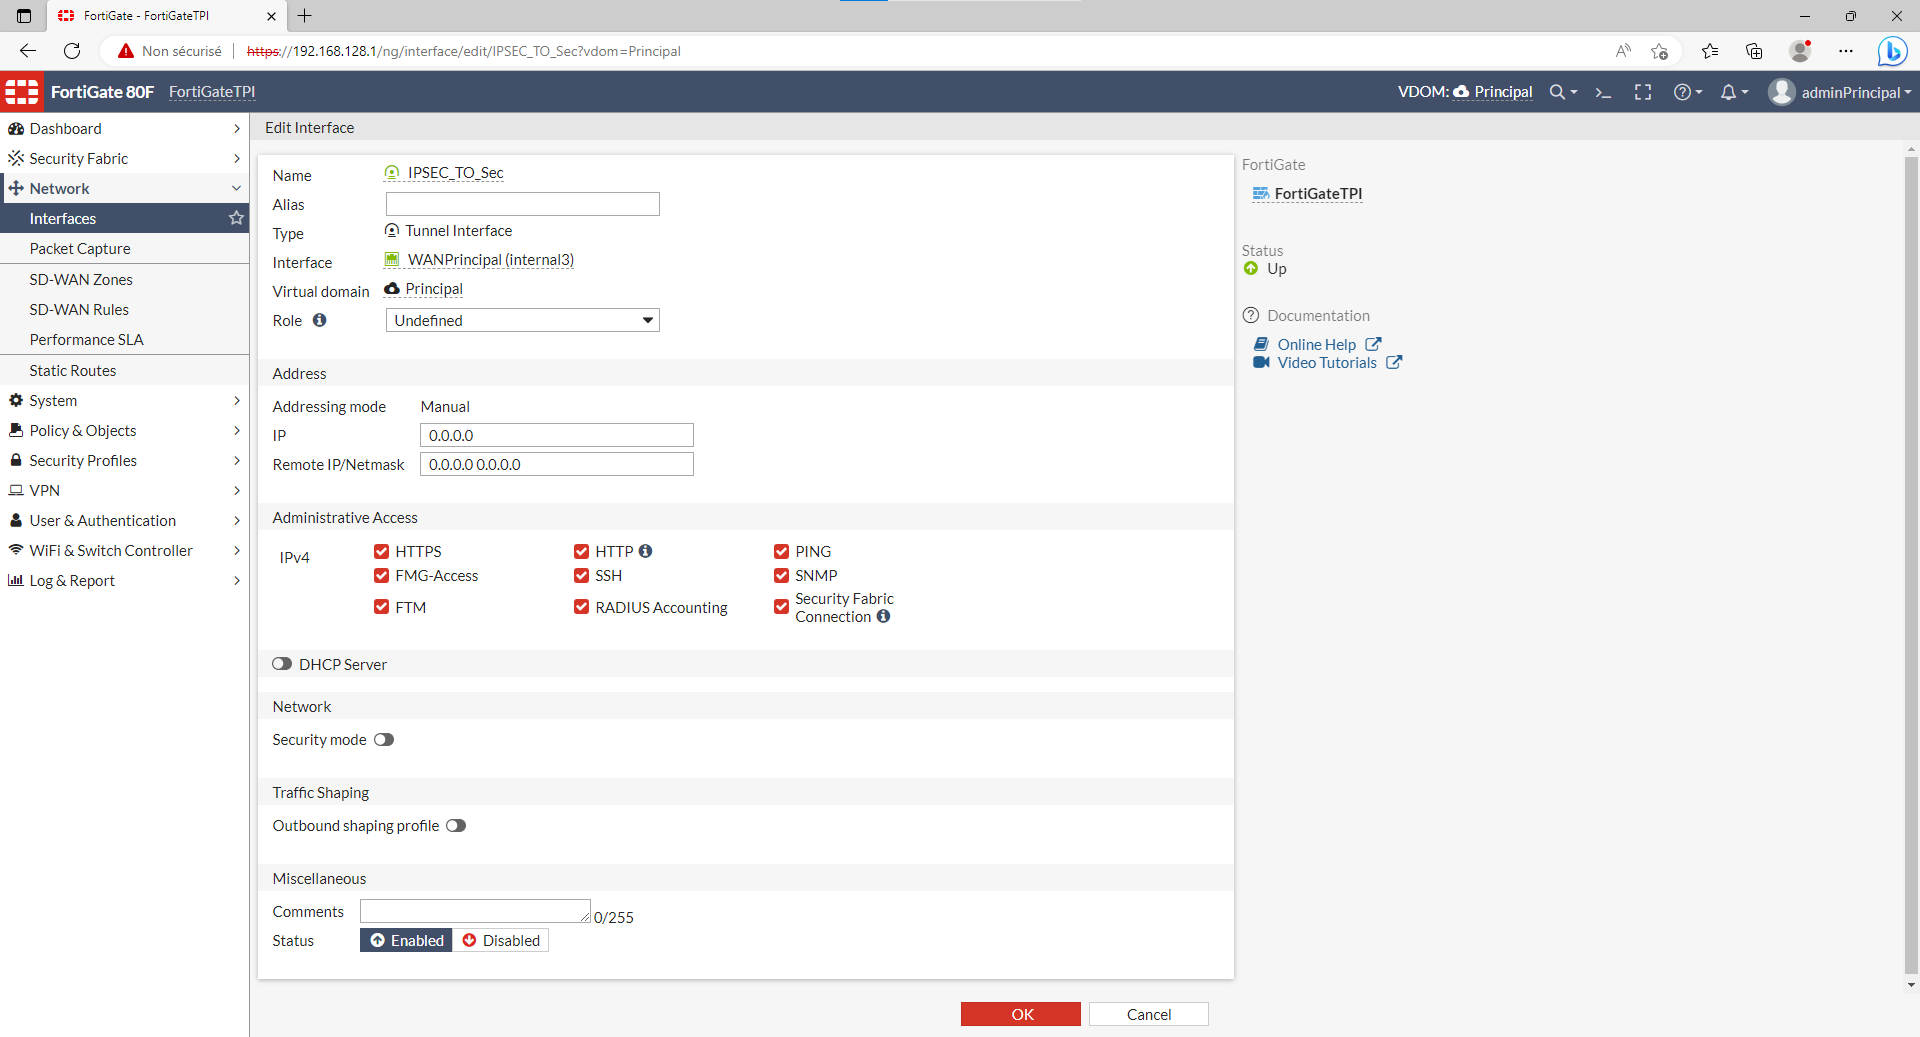 FortiGate - FortiGateTPI
Non sécurisé
https://192.168.128.1/ng/interface/edit/IPSEC_TO_Sec?vdom=Principal
FortiGate 80F
FortiGateTPI
VDOM: Principal
adminPrincipal
Dashboard
Security Fabric
Network
Interfaces
Packet Capture
SD-WAN Zones
SD-WAN Rules
Performance SLA
Static Routes
System
Policy & Objects
Security Profiles
VPN
User & Authentication
WiFi & Switch Controller
Log & Report
Edit Interface
Name IPSEC_TO_Sec
Alias
Type Tunnel Interface
Interface WANPrincipal (internal3)
Virtual domain Principal
Role Undefined
Address
Addressing mode Manual
IP 0.0.0.0
Remote IP/Netmask 0.0.0.0 0.0.0.0
Administrative Access
IPv4
HTTPS HTTP PING
FMG-Access SSH SNMP
FTM RADIUS Accounting Security Fabric
Connection
DHCP Server
Network
Security mode
Traffic Shaping
Outbound shaping profile
Miscellaneous
Comments 0/255
Status Enabled Disabled
OK Cancel
FortiGate
FortiGateTPI
Status
Up
Documentation
Online Help
Video Tutorials